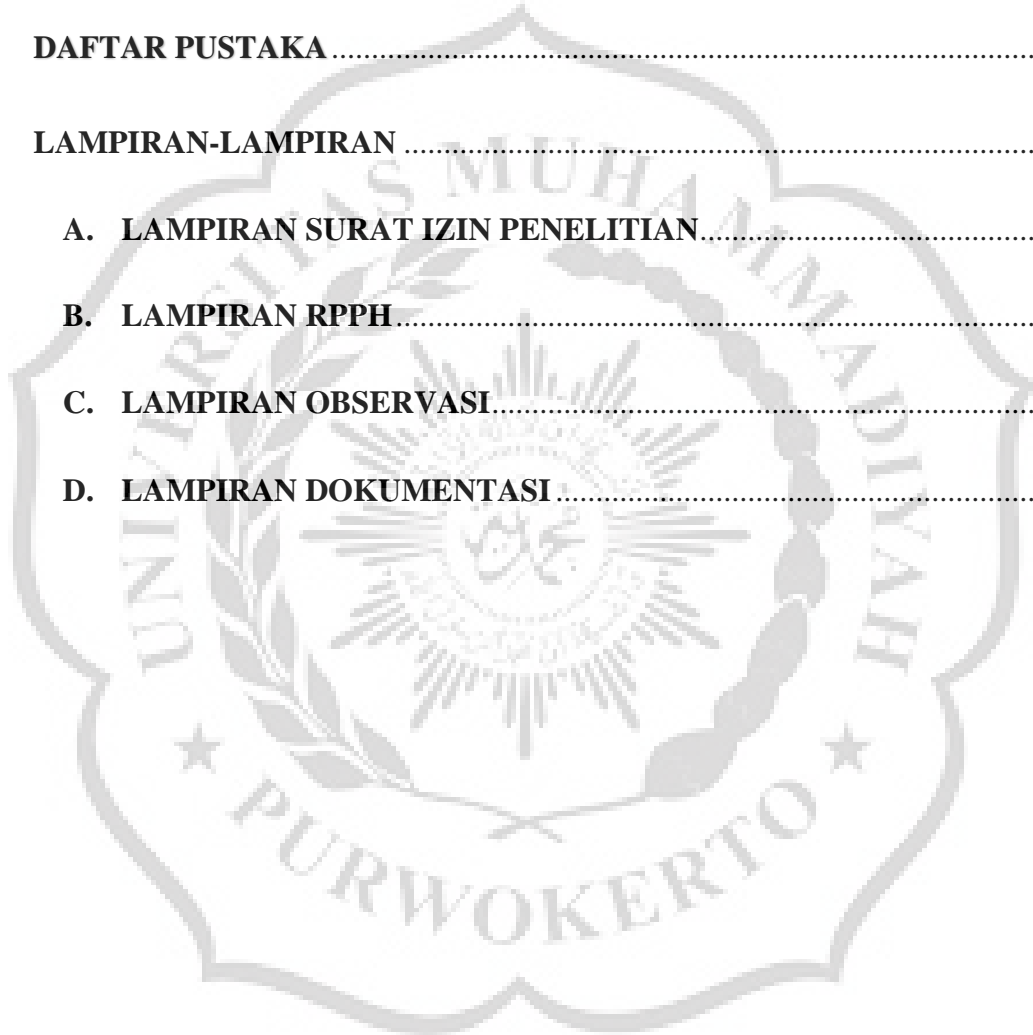 DAFTAR PUSTAKA................................................................................
LAMPIRAN-LAMPIRAN................................................................................
A. LAMPIRAN SURAT IZIN PENELITIAN..........................................
B. LAMPIRAN RPPH................................................................................
C. LAMPIRAN OBSERVASI....................................................................
D. LAMPIRAN DOKUMENTASI............................................................
UNIVERSITAS MUHAMMADIYAH
PURWOKERTO